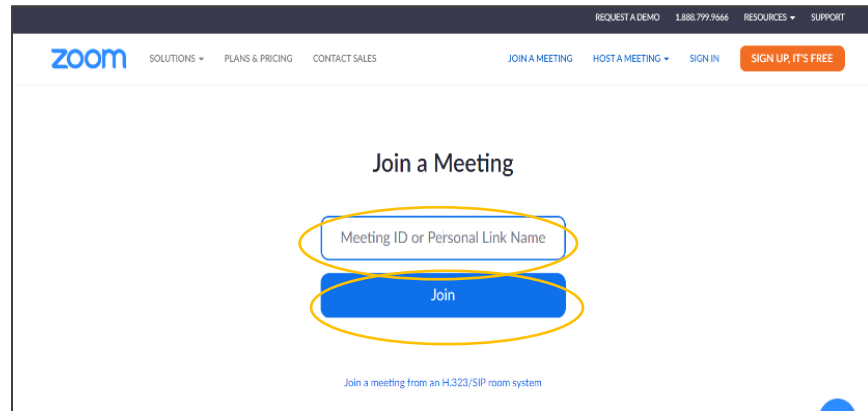 REQUEST A DEMO 1.888.799.9666 RESOURCES SUPPORT
zoom SOLUTIONS PLANS & PRICING CONTACT SALES JOIN A MEETING HOST A MEETING SIGN IN SIGN UP, IT'S FREE
Join a Meeting
Meeting ID or Personal Link Name
Join
Join a meeting from an H.323/SIP room system